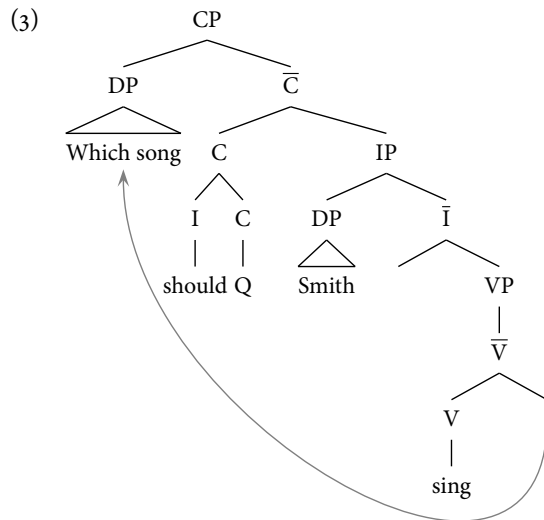 (3)
CP
DP C̅
Which song C IP
I C DP I̅
should Q Smith VP
V̅
V
sing